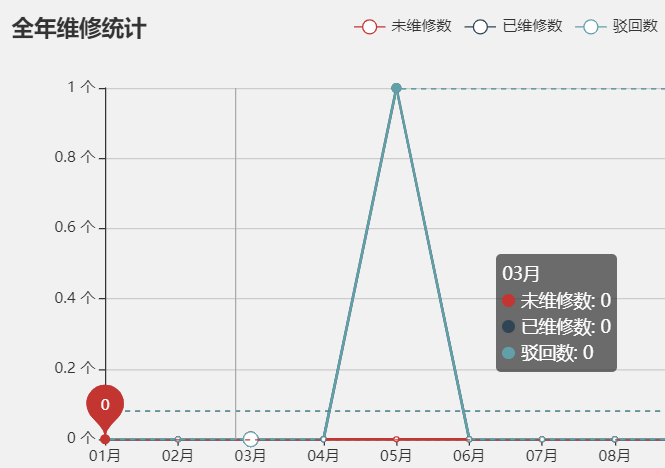 全年维修统计
未维修数 已维修数 驳回数
1 个
0.8 个
0.6 个
0.4 个
0.2 个
0 个
03月
未维修数: 0
已维修数: 0
驳回数: 0
0
01月 02月 03月 04月 05月 06月 07月 08月